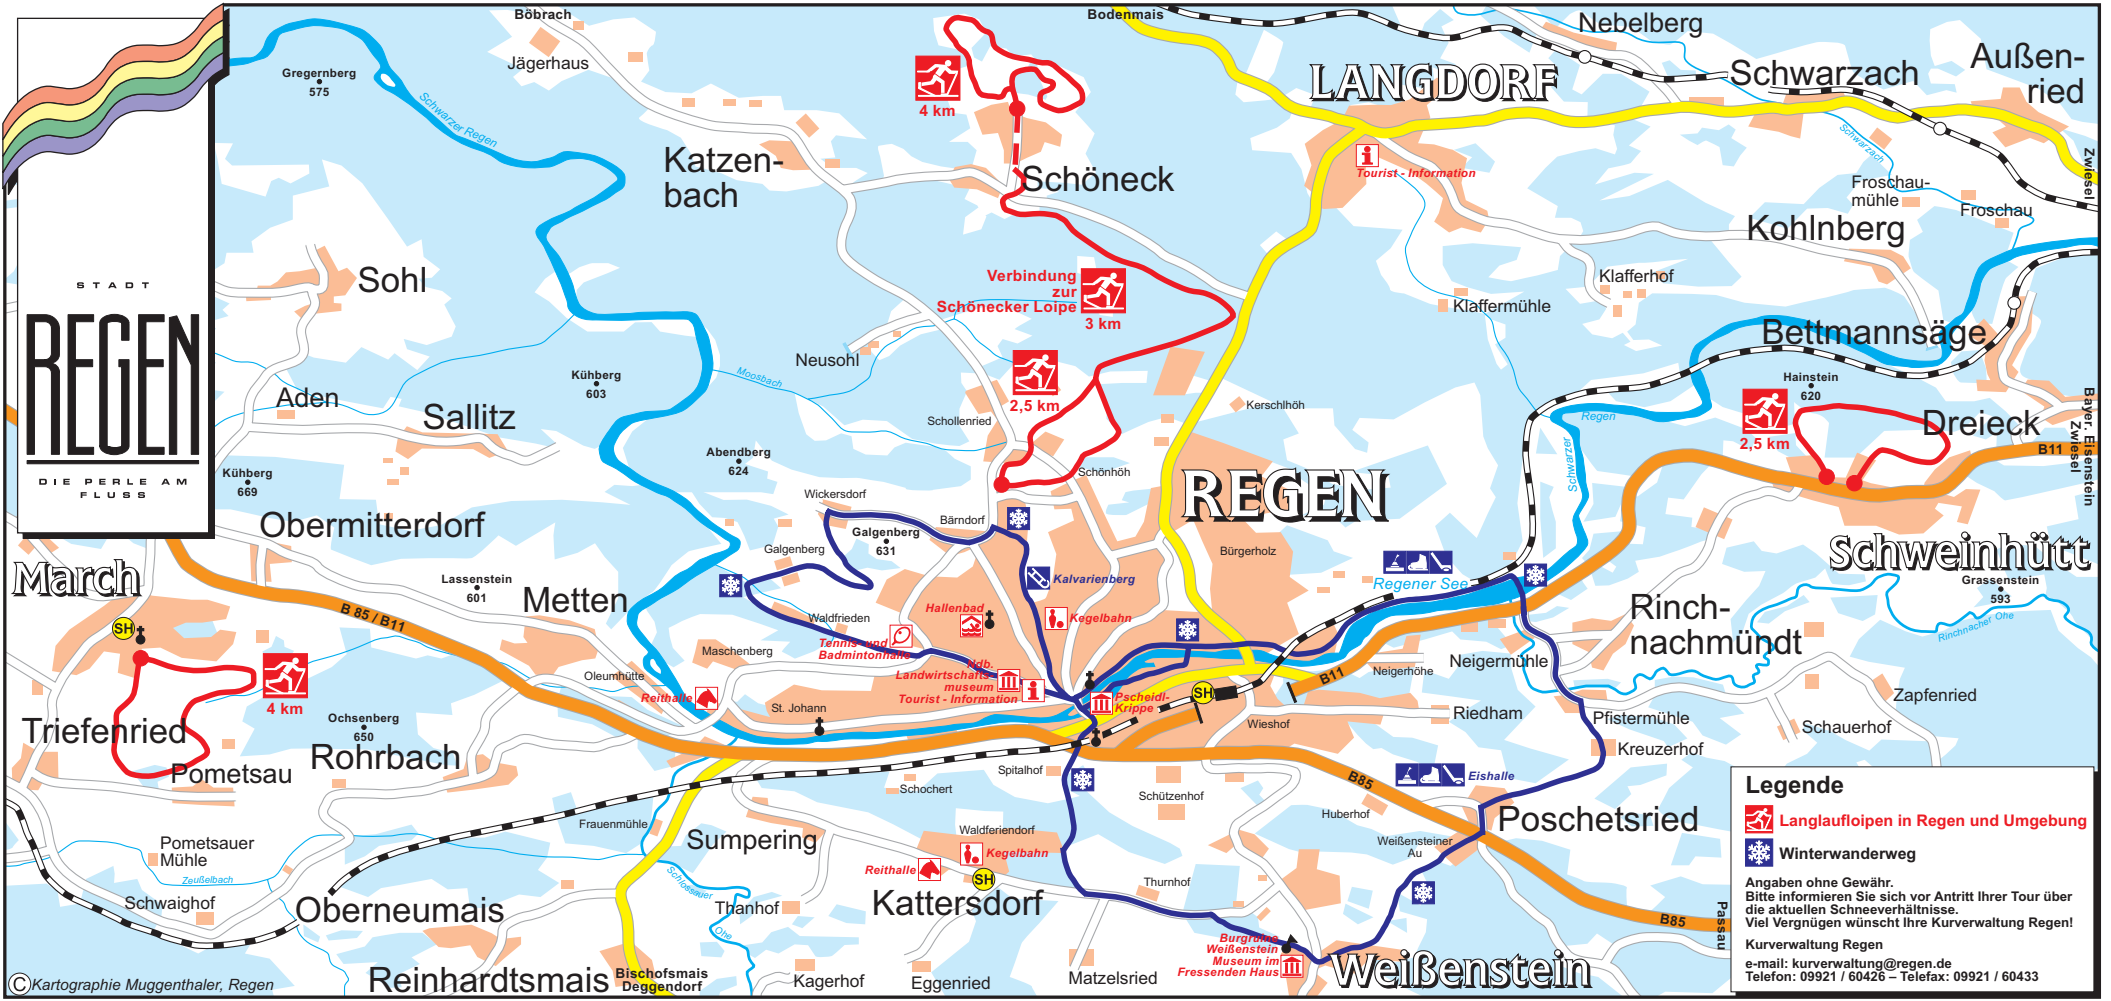 STADT
REGEN
DIE PERLE AM
FLUSS
Böbrach
Jägerhaus
Gregernberg
575
Schwarzer Regen
Katzen-
bach
4 km
Schöneck
Bodenmais
LANGDORF
Tourist - Information
Nebelberg
Schwarzach
Außen-
ried
Schwarzach
Zwiesel
Froschau-
mühle
Froschau
Kohlnberg
Klafferhof
Klaffermühle
Bettmannsäge
Sohl
Verbindung
zur
Schönecker Loipe
3 km
Neusohl
Kühberg
603
Moosbach
2,5 km
Schollenried
Kerschlhöh
Hainstein
620
2,5 km
Dreieck
B11
Bayer. Eisenstein
Zwiesel
Regen
Schwarzer
Aden
Sallitz
Kühberg
669
Abendberg
624
Schönhöh
REGEN
Wickersdorf
Bärndorf
Galgenberg
631
Galgenberg
Bürgerholz
Obermitterdorf
March
SH
Lassenstein
601
Metten
B 85 / B11
Kalvarienberg
Regener See
Schweinhütt
Grassenstein
593
Rinchnacher Ohe
Rinch-
nachmündt
Hallenbad
Kegelbahn
Waldfrieden
Tennis- und
Badmintonhalle
Maschenberg
Ndb.
Landwirtschafts-
museum
Tourist - Information
Oleumhütte
Reithalle
St. Johann
Pscheidl-
Krippe
SH
B11
Neigerhöhe
Neigermühle
Wieshof
Riedham
Pfistermühle
Kreuzerhof
Zapfenried
Schauerhof
4 km
Triefenried
Pometsau
Ochsenberg
650
Rohrbach
Spitalhof
Schochert
Schützenhof
B85
Eishalle
Huberhof
Poschetsried
Weißensteiner
Au
Frauenmühle
Sumpering
Waldferiendorf
Kegelbahn
Reithalle
SH
Kattersdorf
Thurnhof
Pometsauer
Mühle
Zeußelbach
Schwaighof
Oberneumais
Schlossauer
Ohe
Thanhof
Reinhardtsmais
Bischofsmais
Deggendorf
Kagerhof
Eggenried
Matzelsried
Burgruine
Weißenstein
Museum im
Fressenden Haus
Weißenstein
B85
Passau
Legende
Langlaufloipen in Regen und Umgebung
Winterwanderweg
Angaben ohne Gewähr.
Bitte informieren Sie sich vor Antritt Ihrer Tour über
die aktuellen Schneeverhältnisse.
Viel Vergnügen wünscht Ihre Kurverwaltung Regen!
Kurverwaltung Regen
e-mail: kurverwaltung@regen.de
Telefon: 09921 / 60426 – Telefax: 09921 / 60433
© Kartographie Muggenthaler, Regen